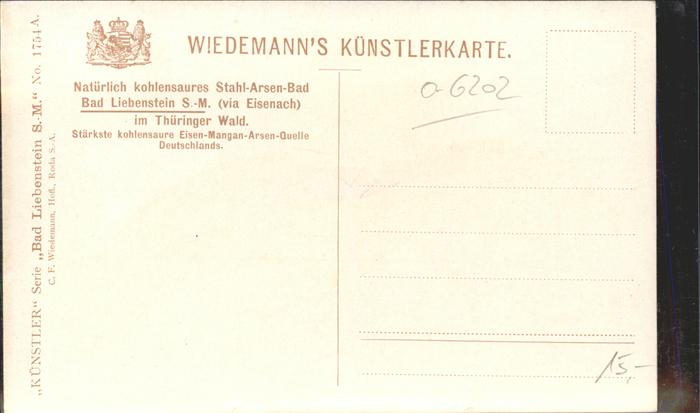 WIEDEMANN'S KÜNSTLERKARTE.
Natürlich kohlensaures Stahl-Arsen-Bad
Bad Liebenstein S.-M. (via Eisenach)
im Thüringer Wald.
Stärkste kohlensaure Eisen-Mangan-Arsen-Quelle
Deutschlands.
a 6202
15,-
„KÜNSTLER“ Serie „Bad Liebenstein S.-M.“ No. 1754 A.
C. F. Wiedemann, Hofl., Roda S.-A.